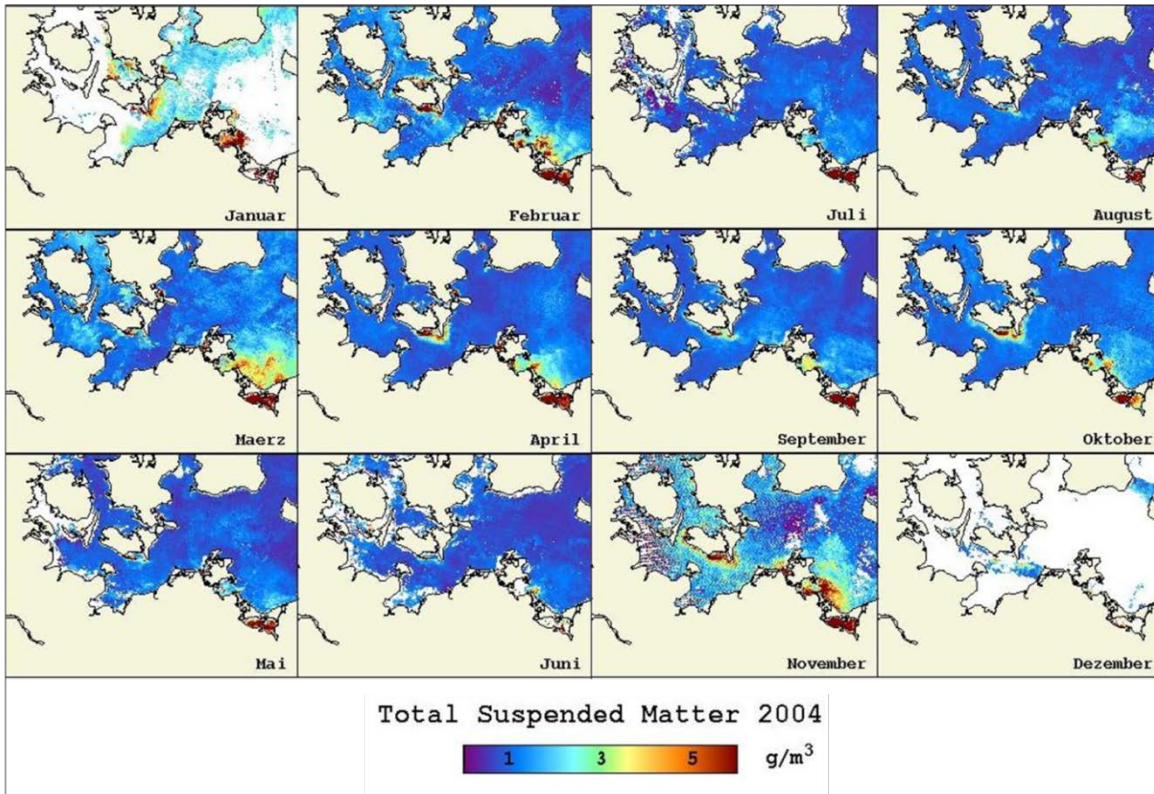 Januar
Februar
Juli
August
Maerz
April
September
Oktober
Mai
Juni
November
Dezember
Total Suspended Matter 2004
1 3 5 g/m³